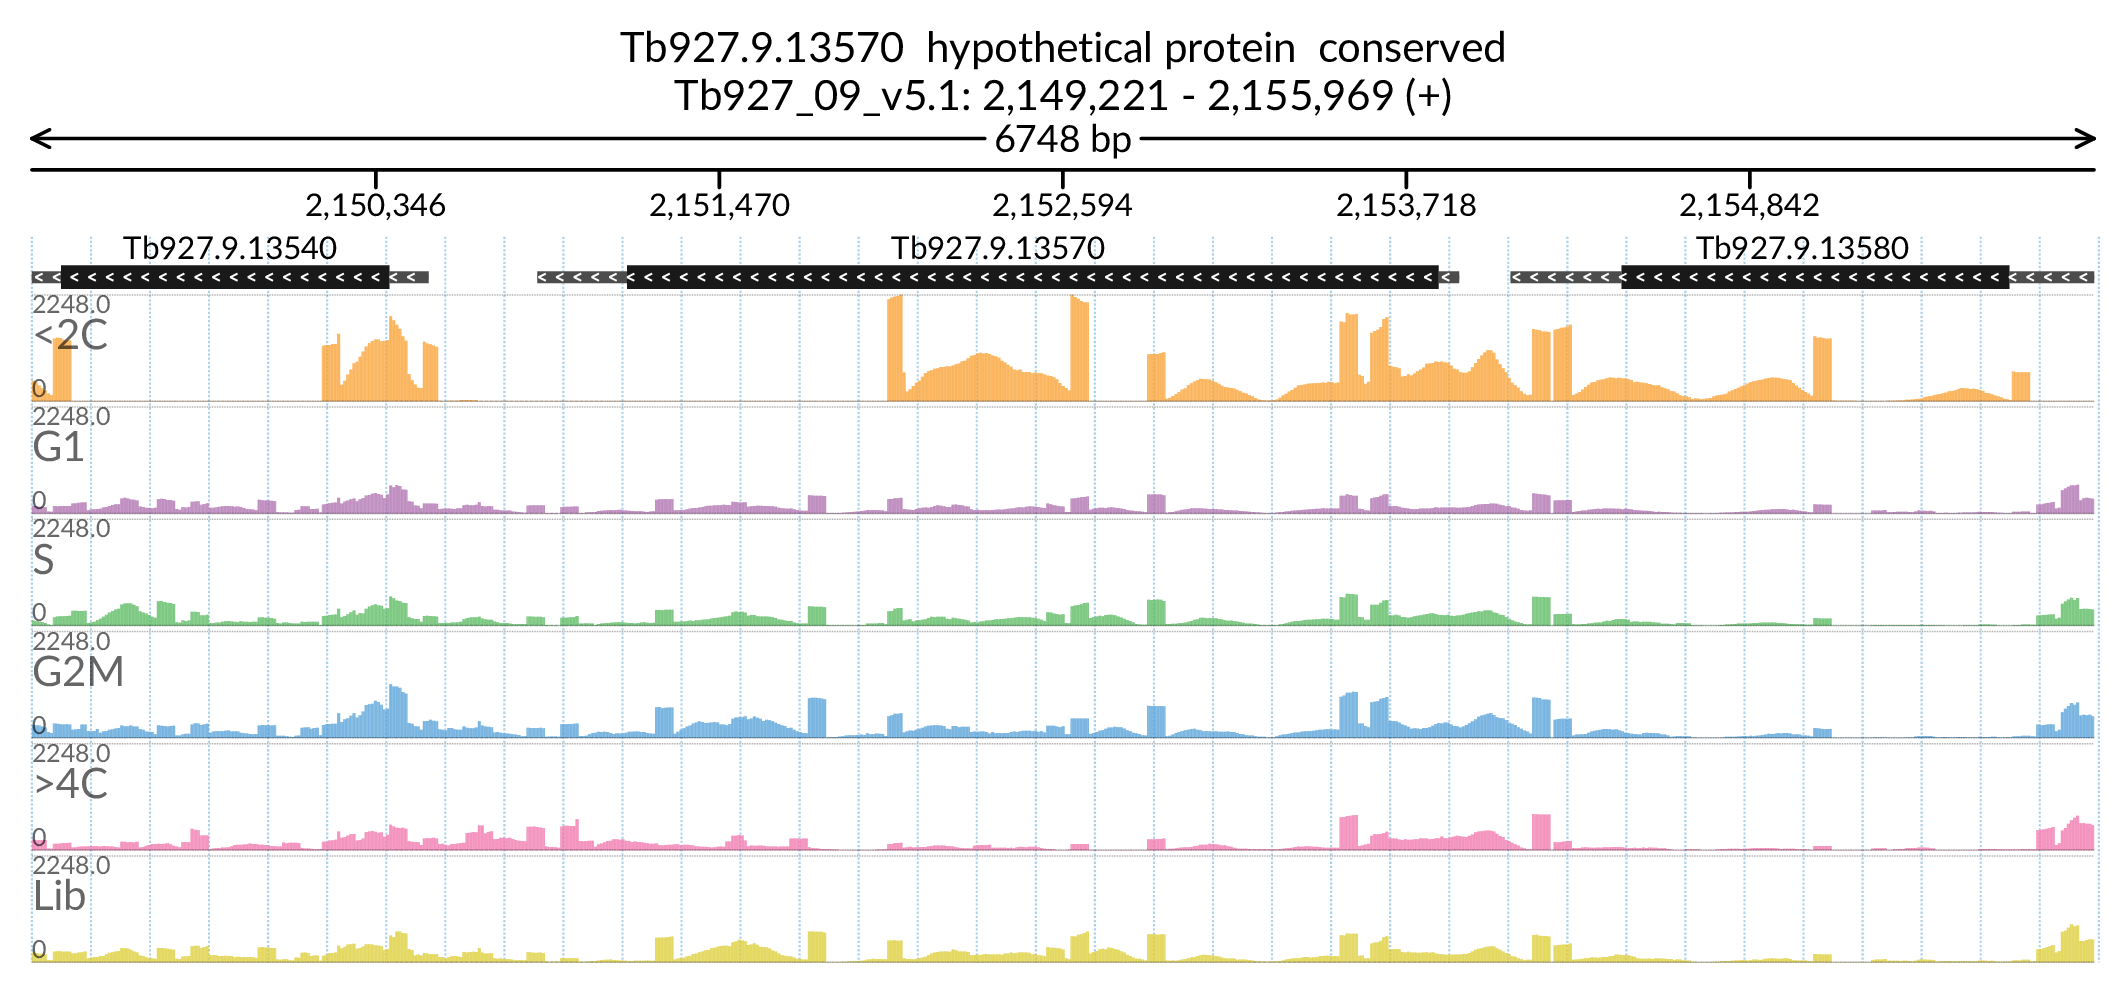 Tb927.9.13570 hypothetical protein conserved
Tb927_09_v5.1: 2,149,221 - 2,155,969 (+)
6748 bp
2,150,346 2,151,470 2,152,594 2,153,718 2,154,842
Tb927.9.13540 Tb927.9.13570 Tb927.9.13580
2248.0
<2C
0
2248.0
G1
0
2248.0
S
0
2248.0
G2M
0
2248.0
>4C
0
2248.0
Lib
0